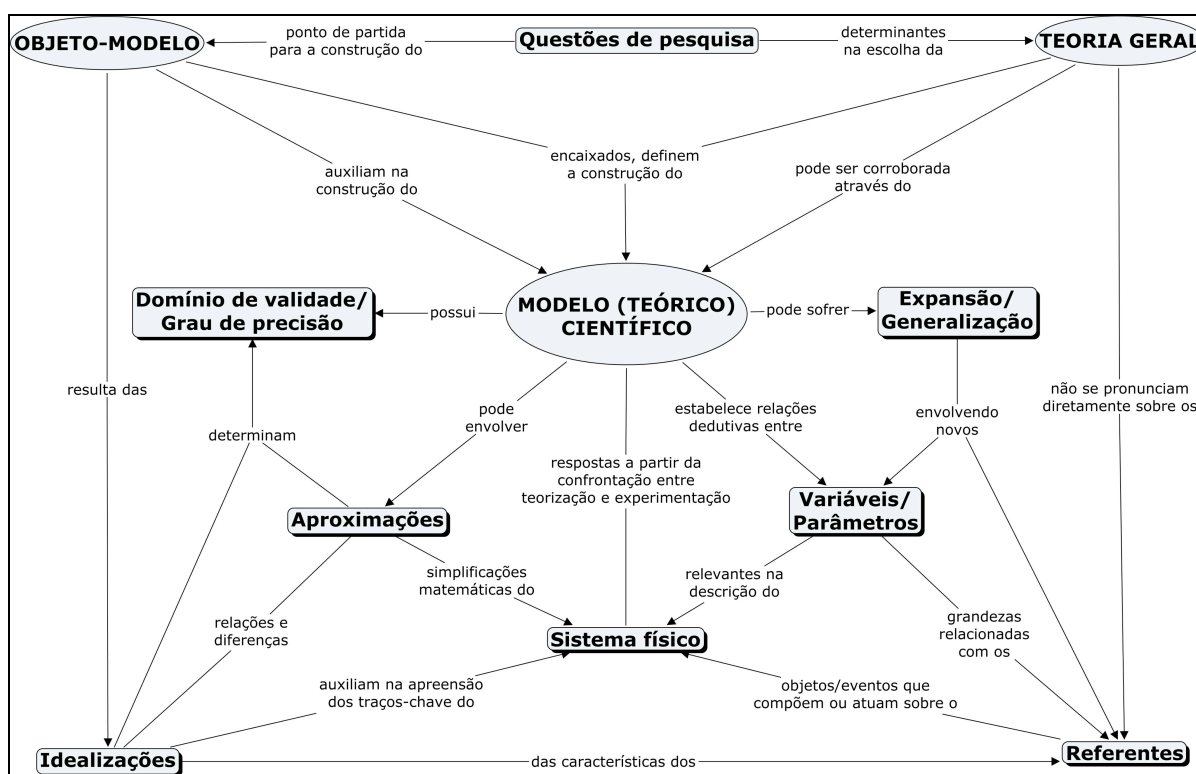 OBJETO-MODELO
ponto de partida
para a construção do
Questões de pesquisa
determinantes
na escolha da
TEORIA GERAL
auxiliam na
construção do
encaixados, definem
a construção do
pode ser corroborada
através do
Domínio de validade/
Grau de precisão
possui
MODELO (TEÓRICO)
CIENTÍFICO
pode sofrer
Expansão/
Generalização
resulta das
determinam
pode
envolver
estabelece relações
dedutivas entre
envolvendo
novos
não se pronunciam
diretamente sobre os
respostas a partir da
confrontação entre
teorização e experimentação
Aproximações
Variáveis/
Parâmetros
simplificações
matemáticas do
relevantes na
descrição do
relações e
diferenças
grandezas
relacionadas
com os
Sistema físico
auxiliam na apreensão
dos traços-chave do
objetos/eventos que
compõem ou atuam sobre o
Idealizações
das características dos
Referentes